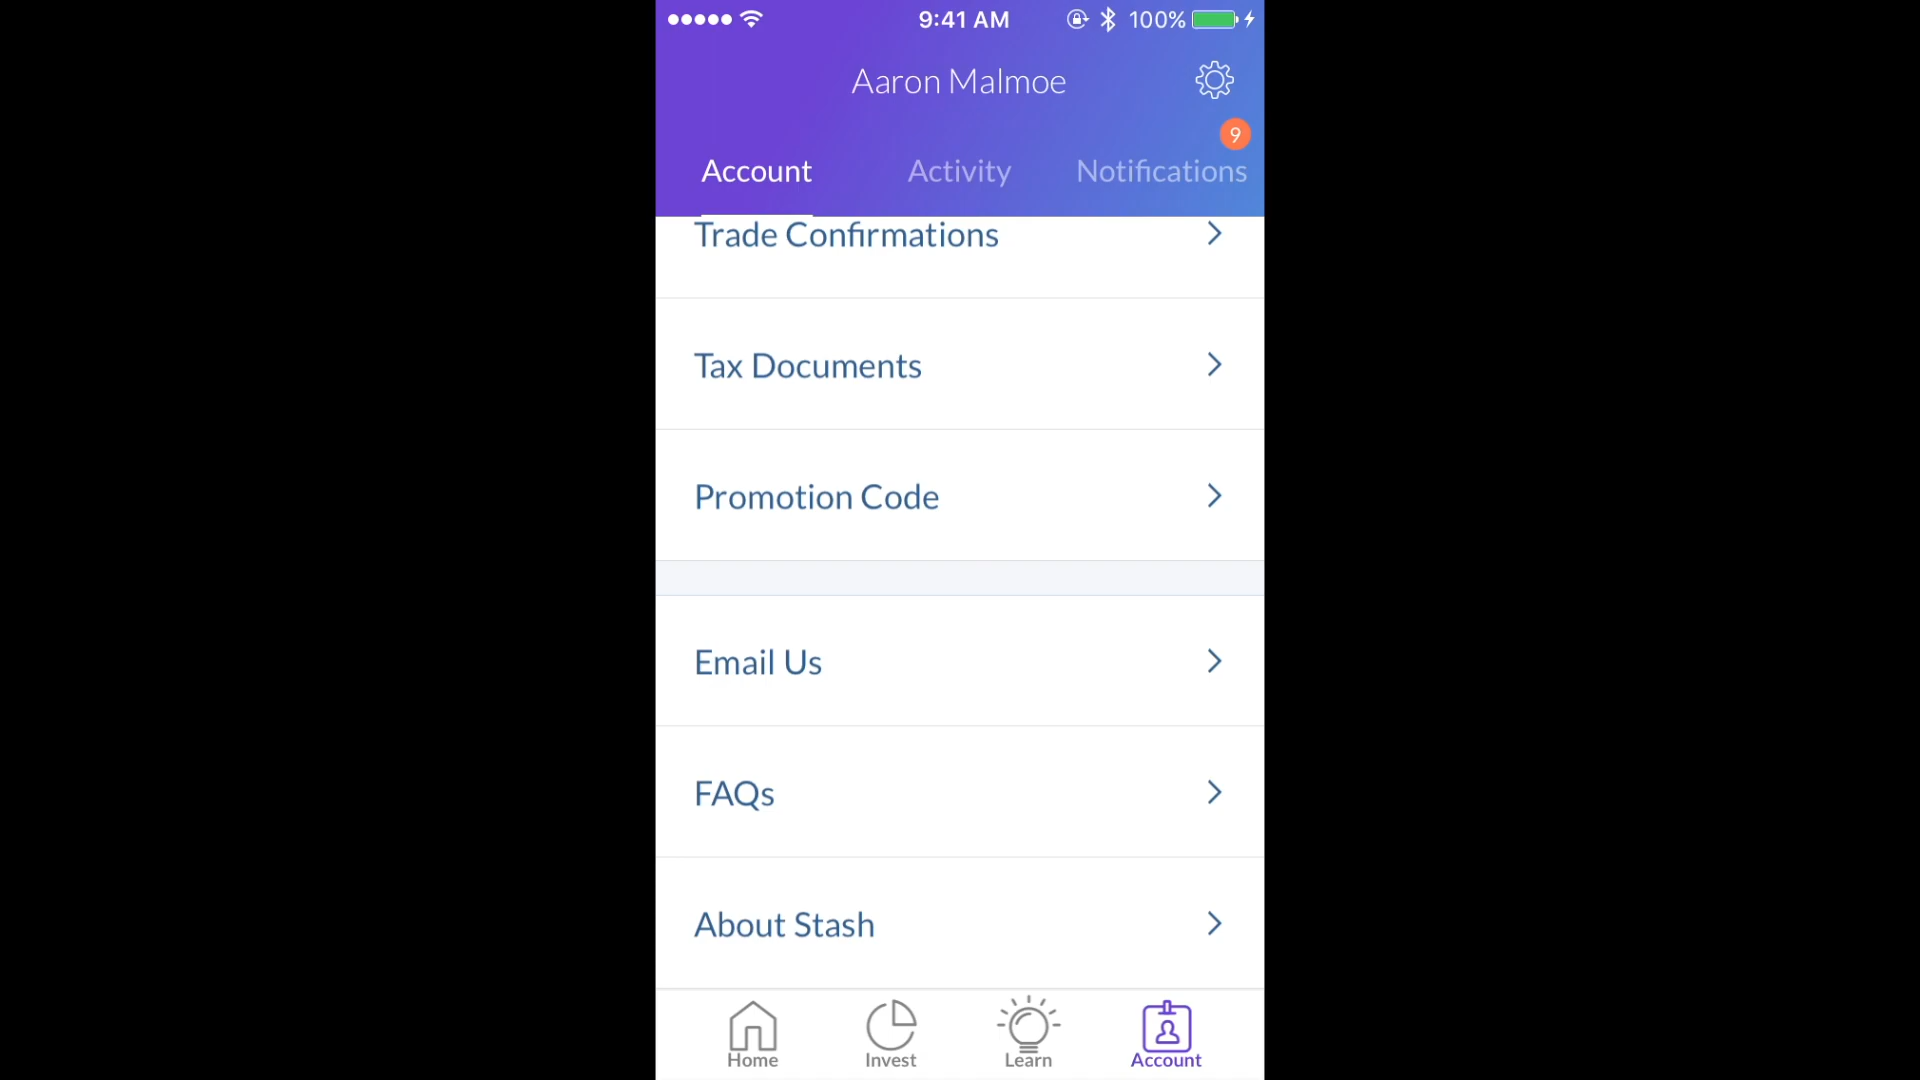 9:41 AM
100%
Aaron Malmoe
9
Account
Activity
Notifications
Trade Confirmations
Tax Documents
Promotion Code
Email Us
FAQs
About Stash
Home
Invest
Learn
Account